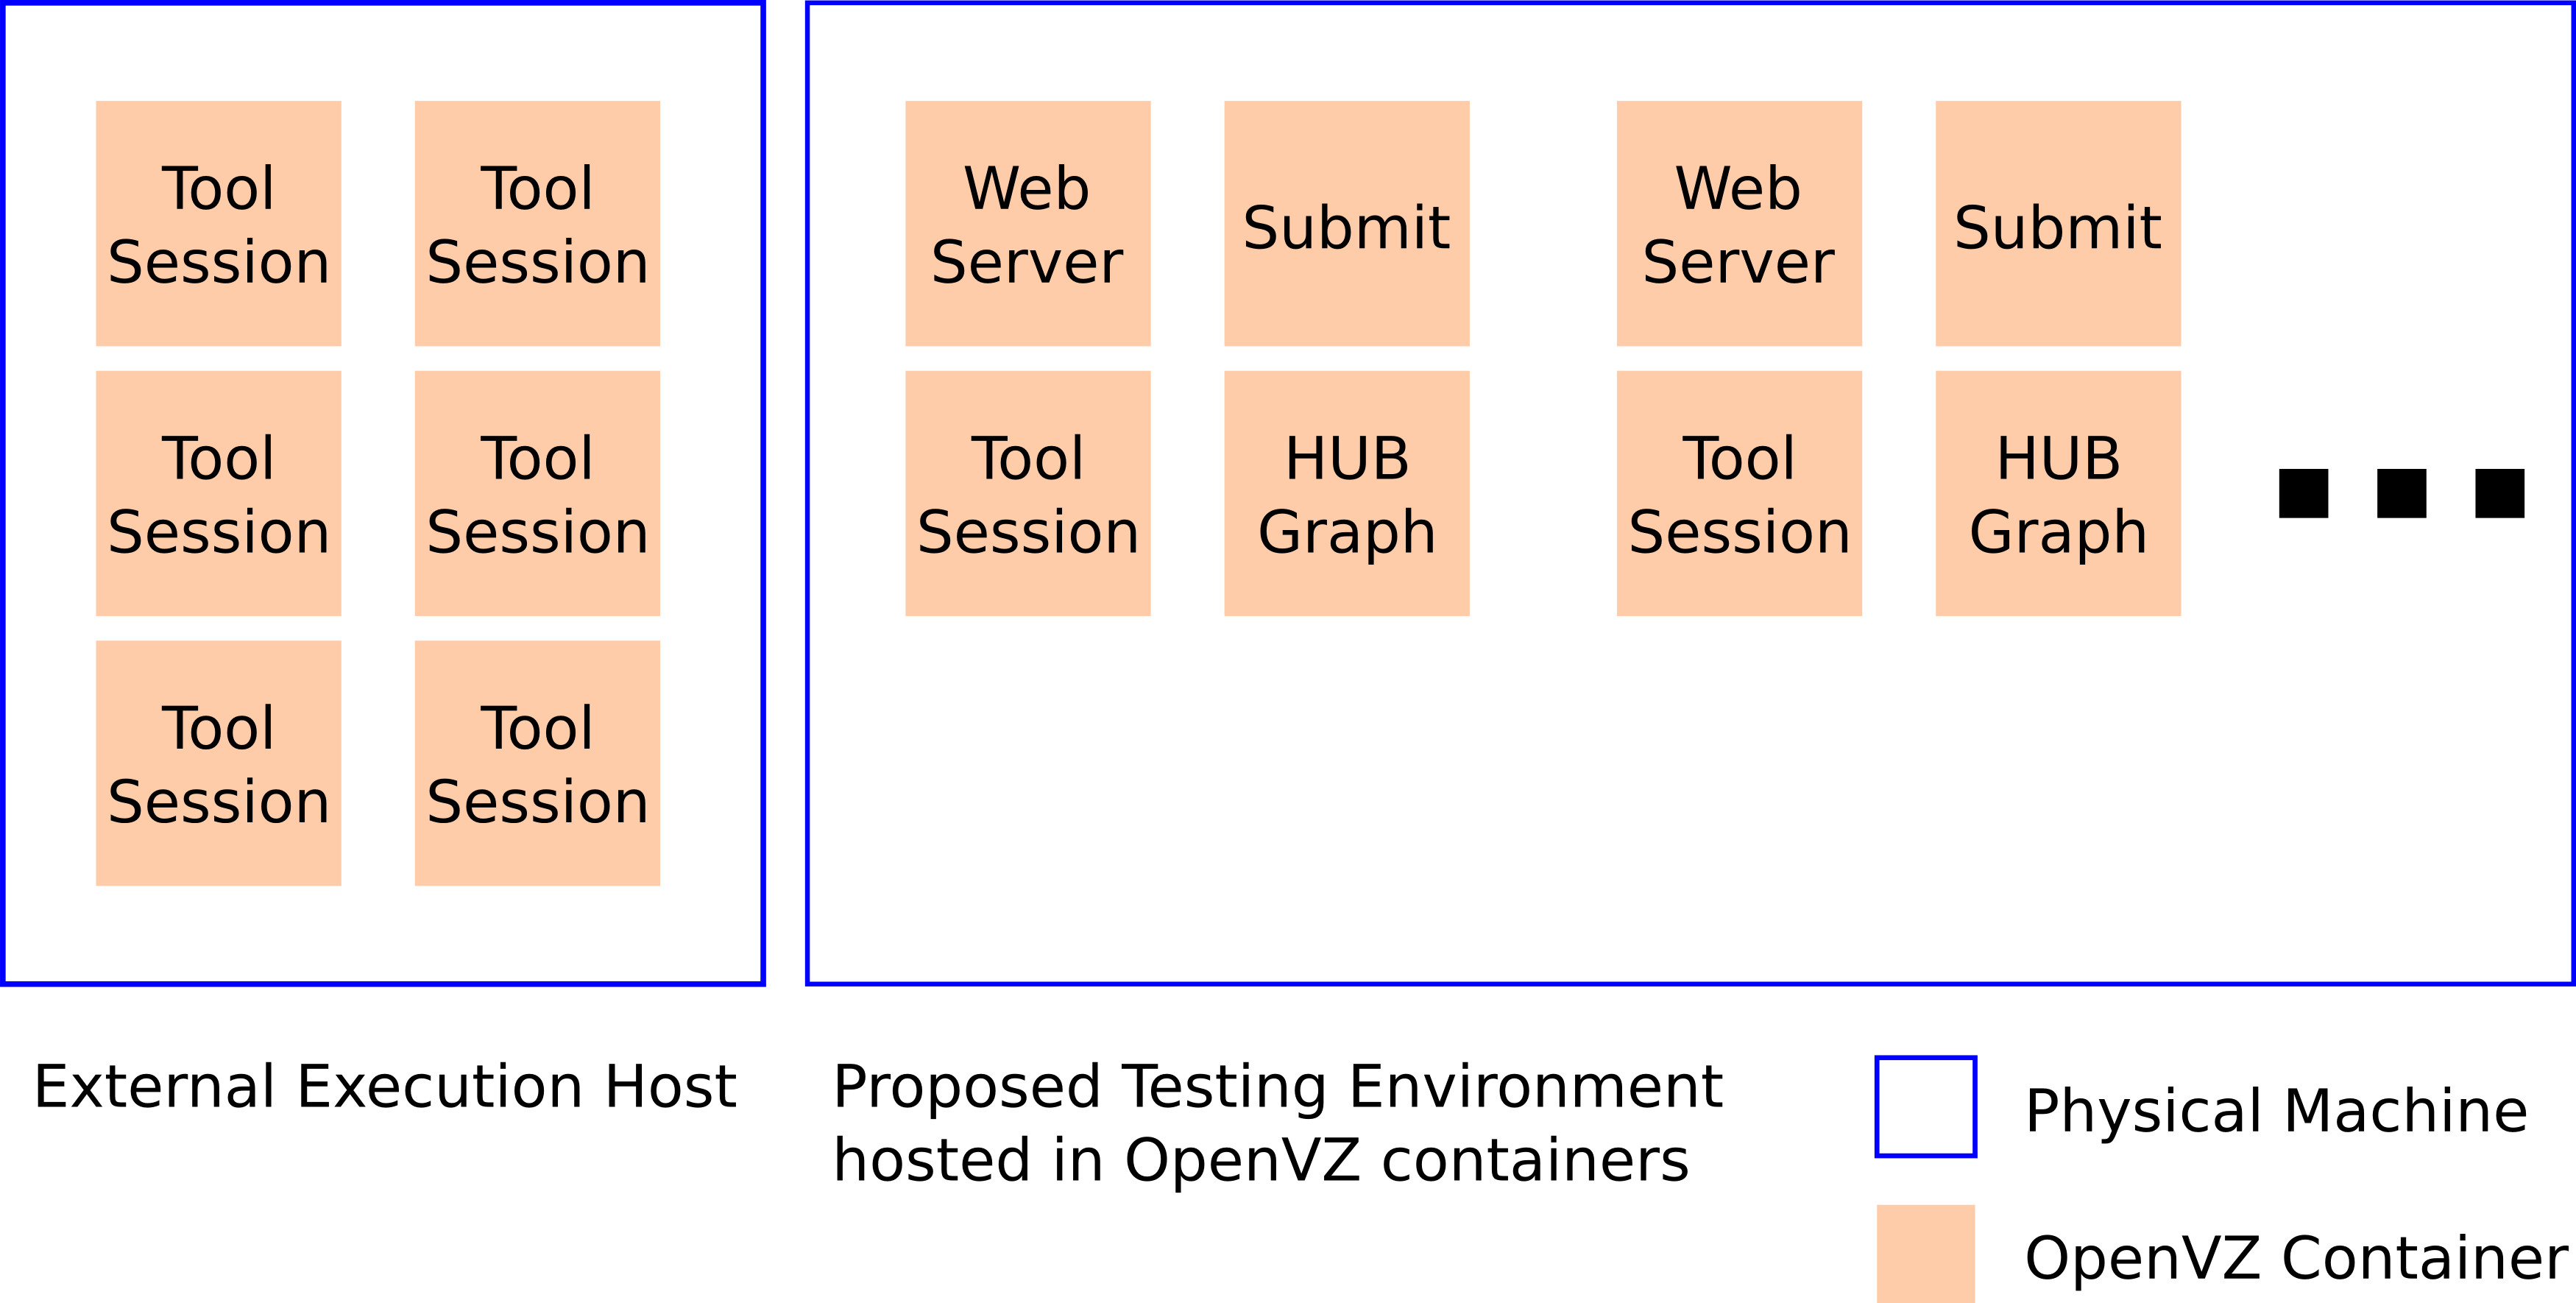 Tool
Session
Tool
Session
Tool
Session
Tool
Session
Tool
Session
Tool
Session
External Execution Host
Web
Server
Submit
Web
Server
Submit
Tool
Session
HUB
Graph
Tool
Session
HUB
Graph
Proposed Testing Environment
hosted in OpenVZ containers
Physical Machine
OpenVZ Container